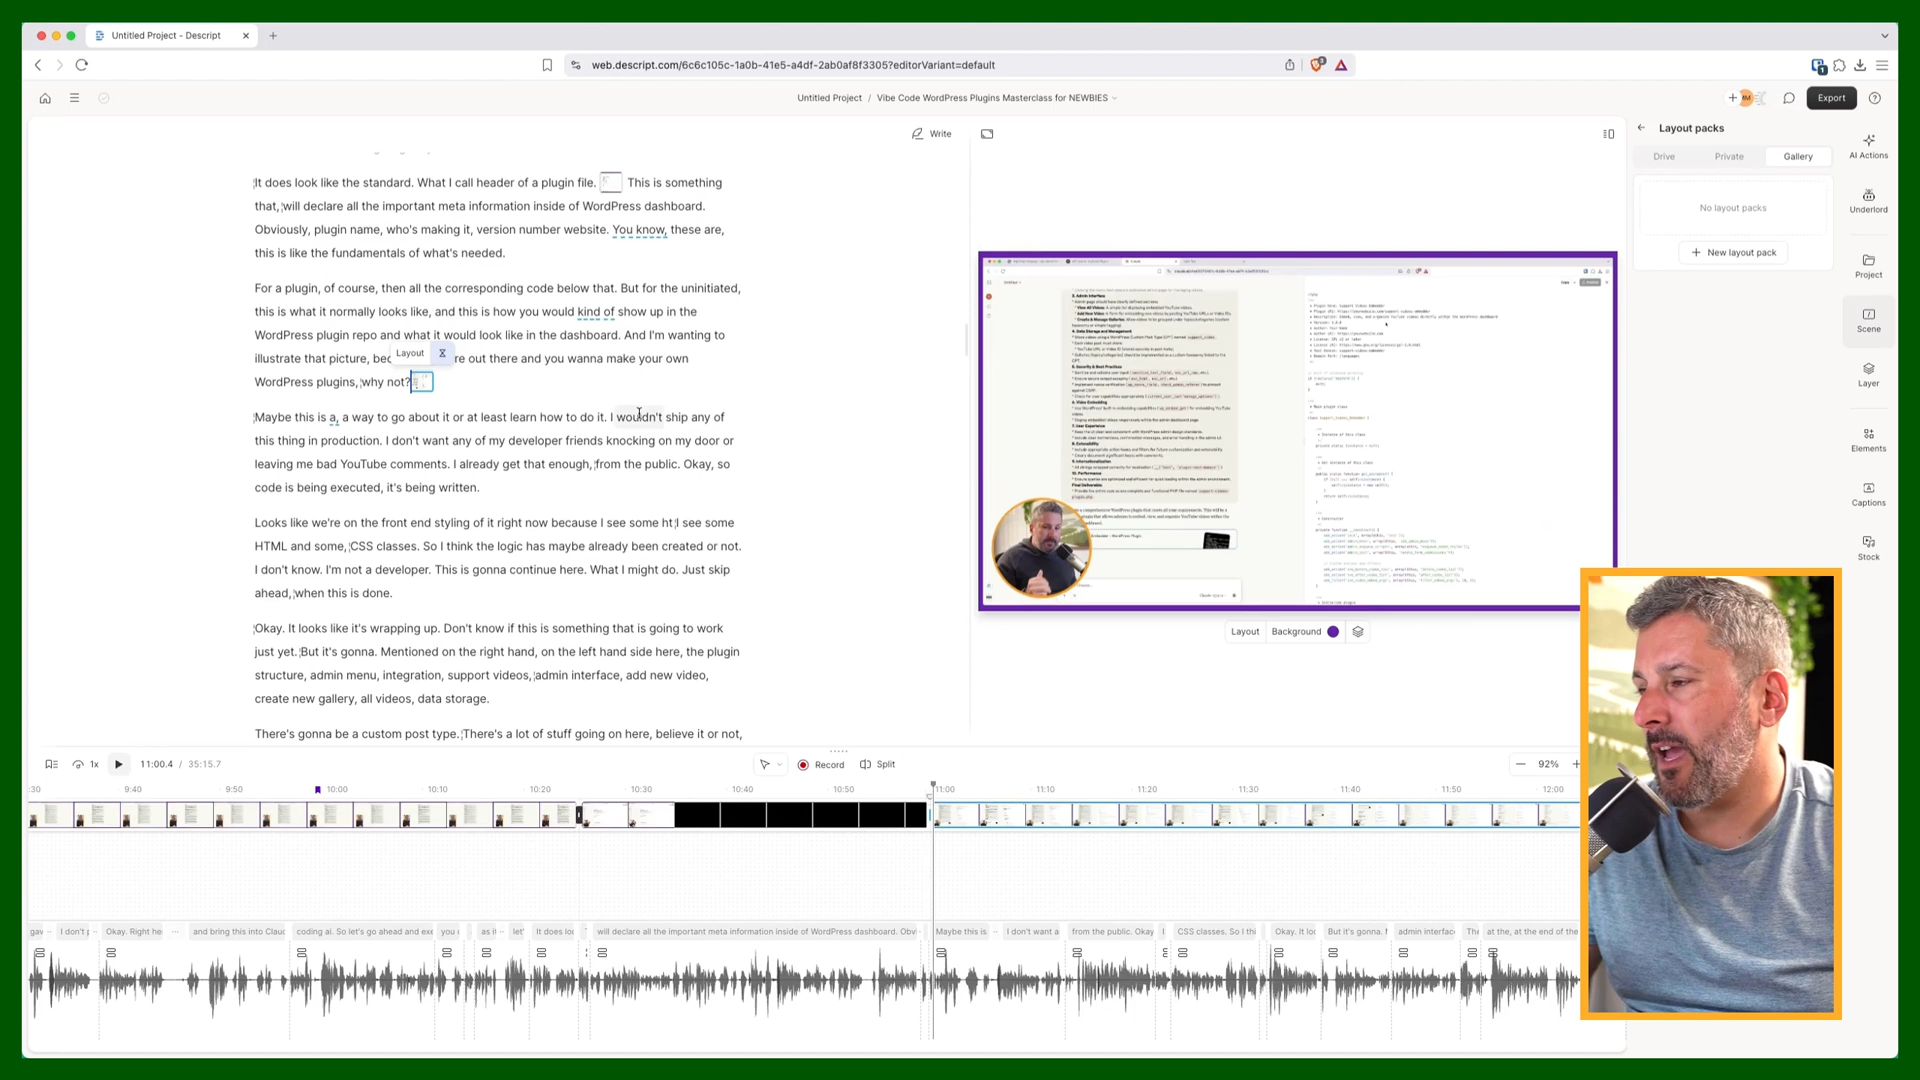 Untitled Project - Descript
web.descript.com/6c6c105c-1a0b-41e5-a4df-2ab0af8f3305?editorVariant=default
Untitled Project / Vibe Code WordPress Plugins Masterclass for NEWBIES
Export
Write
Layout packs
Drive Private Gallery
No layout packs
+ New layout pack
AI Actions
Underlord
Project
Scene
Layer
Elements
Captions
Stock
It does look like the standard. What I call header of a plugin file. This is something
that, will declare all the important meta information inside of WordPress dashboard.
Obviously, plugin name, who's making it, version number website. You know, these are,
this is like the fundamentals of what's needed.
For a plugin, of course, then all the corresponding code below that. But for the uninitiated,
this is what it normally looks like, and this is how you would kind of show up in the
WordPress plugin repo and what it would look like in the dashboard. And I'm wanting to
illustrate that picture, bec re out there and you wanna make your own
Layout
WordPress plugins, why not?
Maybe this is a, a way to go about it or at least learn how to do it. I wouldn't ship any of
this thing in production. I don't want any of my developer friends knocking on my door or
leaving me bad YouTube comments. I already get that enough, from the public. Okay, so
code is being executed, it's being written.
Looks like we're on the front end styling of it right now because I see some ht I see some
HTML and some, CSS classes. So I think the logic has maybe already been created or not.
I don't know. I'm not a developer. This is gonna continue here. What I might do. Just skip
ahead, when this is done.
Okay. It looks like it's wrapping up. Don't know if this is something that is going to work
just yet. But it's gonna. Mentioned on the right hand, on the left hand side here, the plugin
structure, admin menu, integration, support videos, admin interface, add new video,
create new gallery, all videos, data storage.
There's gonna be a custom post type. There's a lot of stuff going on here, believe it or not,
Layout Background
1x 11:00.4 / 35:15.7
Record Split
92%
:30 9:40 9:50 10:00 10:10 10:20 10:30 10:40 10:50 11:00 11:10 11:20 11:30 11:40 11:50 12:00
gav I don't p Okay. Right he and bring this into Clau coding ai. So let's go ahead and exe you as i let' It does lo will declare all the important meta information inside of WordPress dashboard. Obv Maybe this is I don't want a from the public. Okay I CSS classes. So I thi Okay. It loo But it's gonna. admin interfac The at the, at the end of the